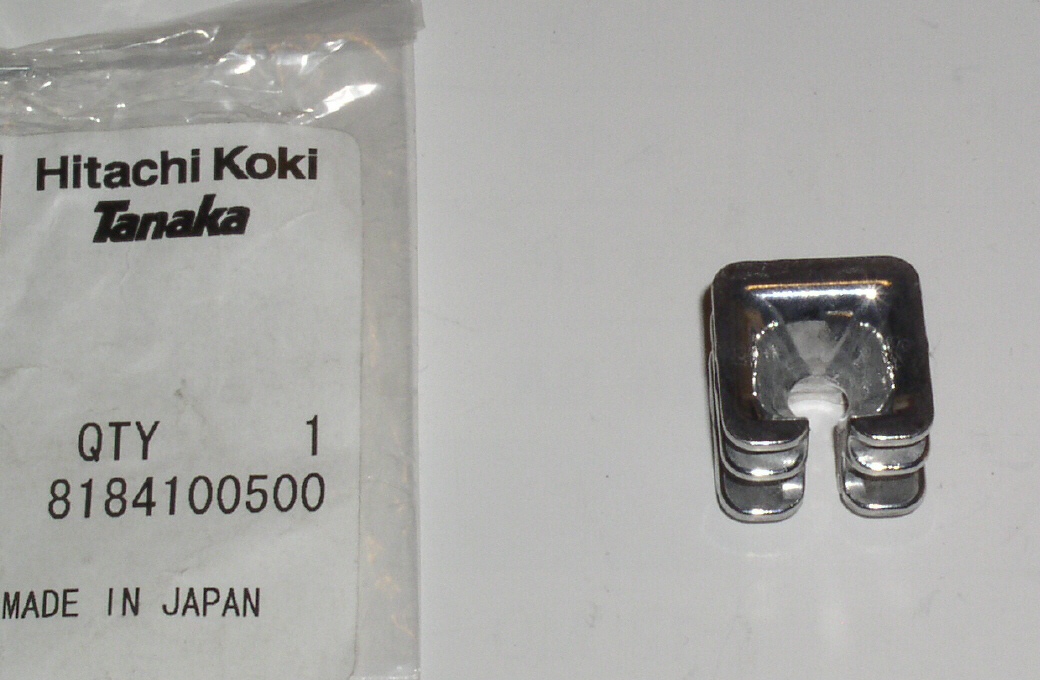 Hitachi Koki
Tanaka
QTY 1
8184100500
MADE IN JAPAN